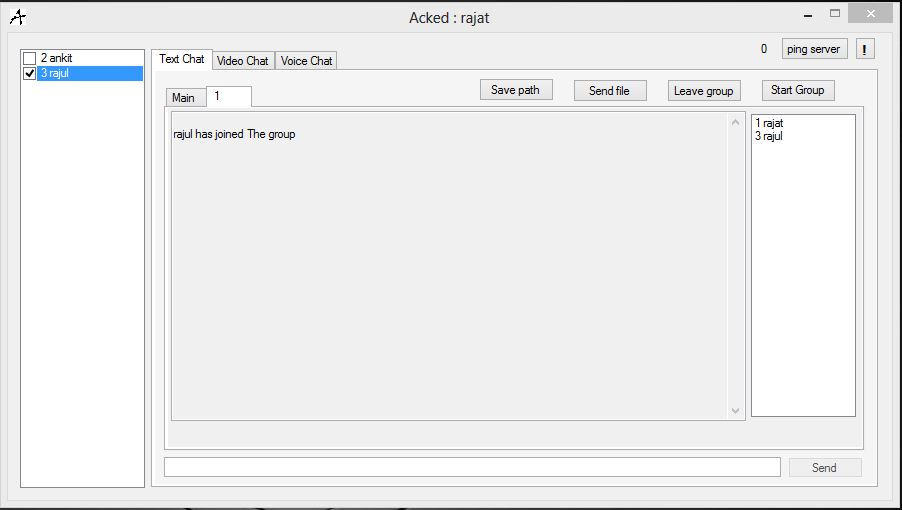 Acked : rajat
2 ankit
3 rajul
Text Chat
Video Chat
Voice Chat
0
ping server
!
Main
1
Save path
Send file
Leave group
Start Group
rajul has joined The group
1 rajat
3 rajul
Send